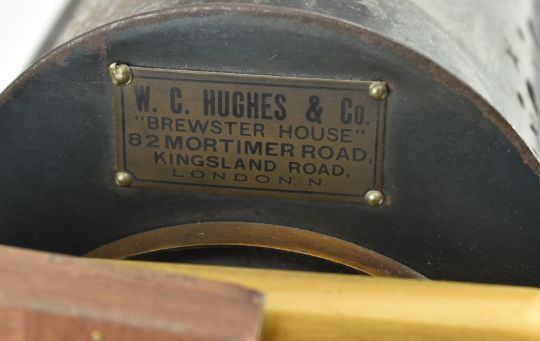 W. C. HUGHES & Co.
"BREWSTER HOUSE"
82 MORTIMER ROAD,
KINGSLAND ROAD,
LONDON. N